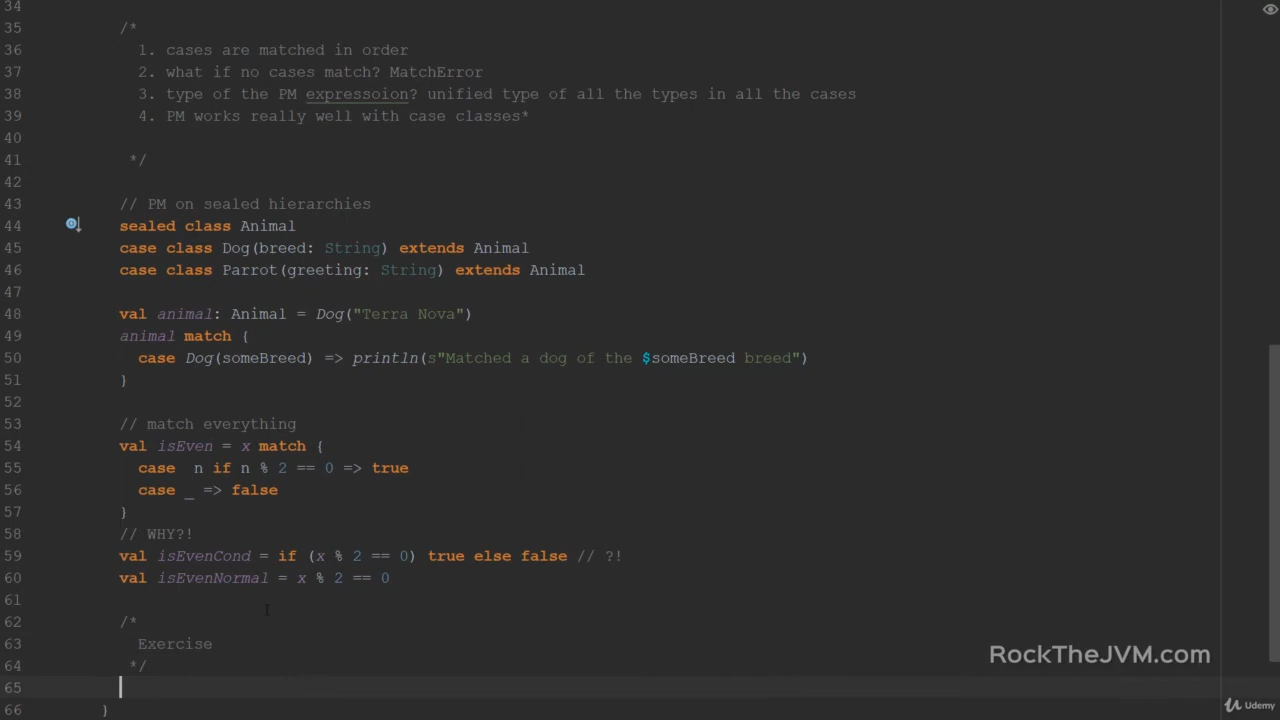 34
35 /*
36 1. cases are matched in order
37 2. what if no cases match? MatchError
38 3. type of the PM expressoion? unified type of all the types in all the cases
39 4. PM works really well with case classes*
40
41 */
42
43 // PM on sealed hierarchies
44 sealed class Animal
45 case class Dog(breed: String) extends Animal
46 case class Parrot(greeting: String) extends Animal
47
48 val animal: Animal = Dog("Terra Nova")
49 animal match {
50 case Dog(someBreed) => println(s"Matched a dog of the $someBreed breed")
51 }
52
53 // match everything
54 val isEven = x match {
55 case  n if n % 2 == 0 => true
56 case _ => false
57 }
58 // WHY?!
59 val isEvenCond = if (x % 2 == 0) true else false // ?!
60 val isEvenNormal = x % 2 == 0
61
62 /*
63 Exercise
64 */
65
66 }
RockTheJVM.com
Udemy